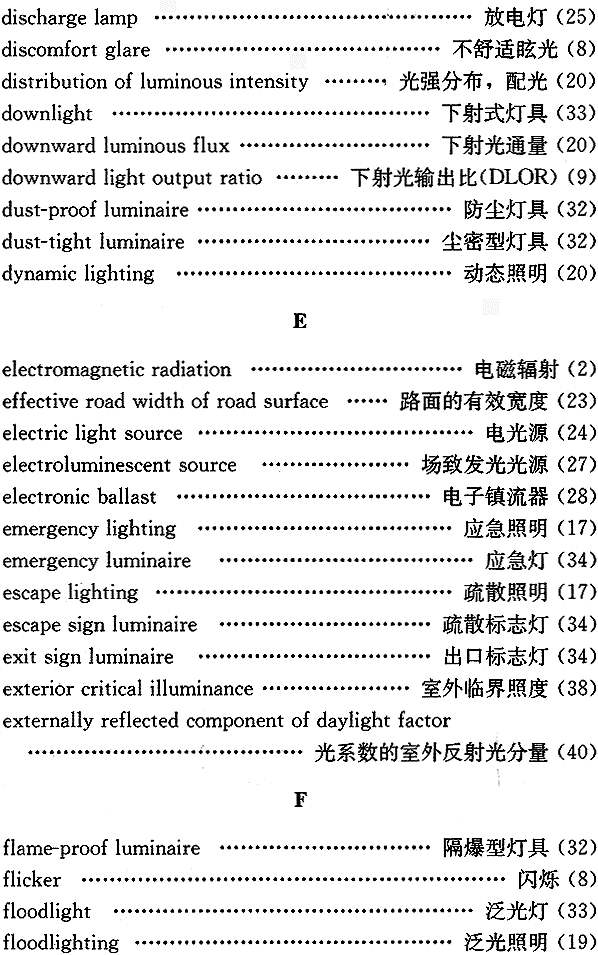 discharge lamp ………………………………………… 放电灯 (25)
discomfort glare …………………………………… 不舒适眩光 (8)
distribution of luminous intensity ……… 光强分布，配光 (20)
downlight ……………………………………… 下射式灯具 (33)
downward luminous flux ……………………… 下射光通量 (20)
downward light output ratio ……… 下射光输出比(DLOR) (9)
dust-proof luminaire …………………………… 防尘灯具 (32)
dust-tight luminaire ………………………… 尘密型灯具 (32)
dynamic lighting ……………………………… 动态照明 (20)
E
electromagnetic radiation ………………………… 电磁辐射 (2)
effective road width of road surface …… 路面的有效宽度 (23)
electric light source ………………………………… 电光源 (24)
electroluminescent source ………………… 场致发光光源 (27)
electronic ballast ……………………………… 电子镇流器 (28)
emergency lighting ……………………………… 应急照明 (17)
emergency luminaire ……………………………… 应急灯 (34)
escape lighting …………………………………… 疏散照明 (17)
escape sign luminaire ………………………… 疏散标志灯 (34)
exit sign luminaire …………………………… 出口标志灯 (34)
exterior critical illuminance ………………… 室外临界照度 (38)
externally reflected component of daylight factor
………………………………… 光系数的室外反射光分量 (40)
F
flame-proof luminaire ………………………… 隔爆型灯具 (32)
flicker …………………………………………………… 闪烁 (8)
floodlight …………………………………………… 泛光灯 (33)
floodlighting ……………………………………… 泛光照明 (19)